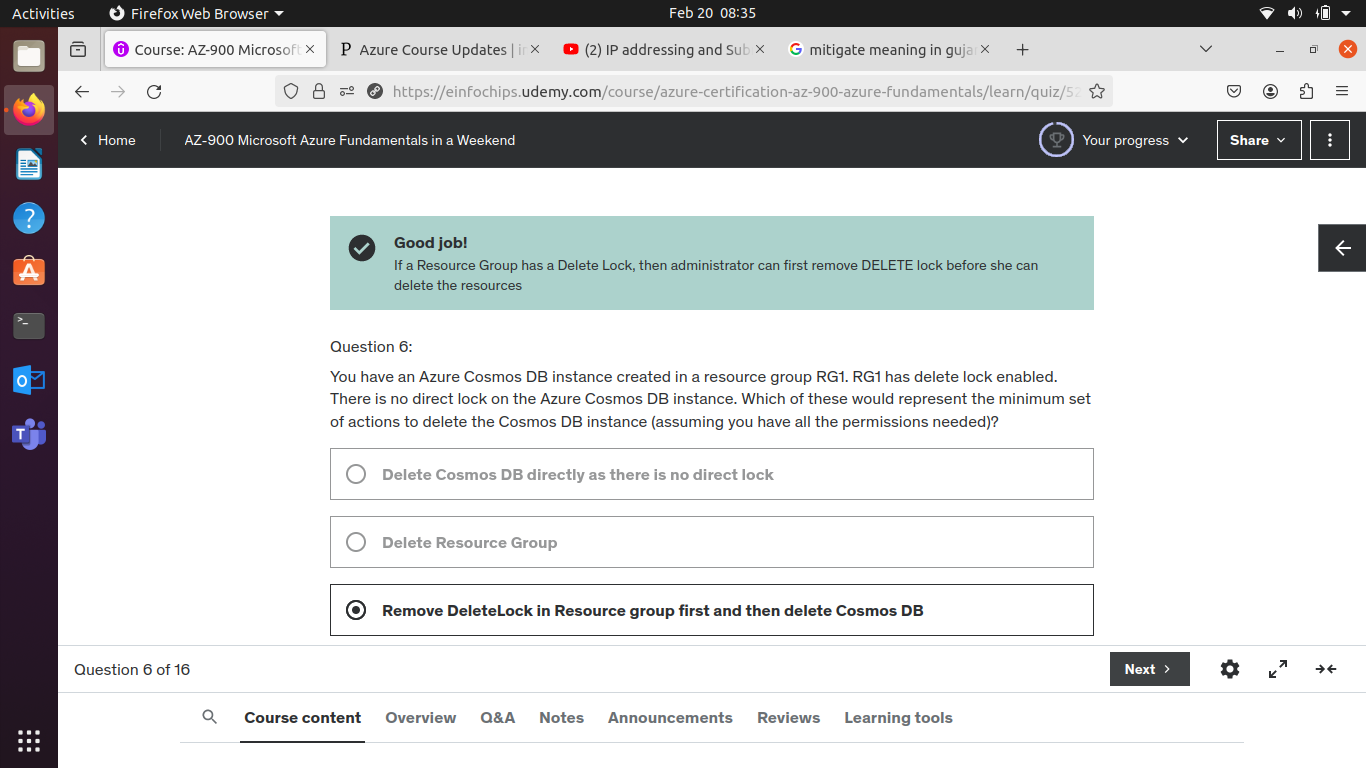 Activities
Firefox Web Browser
Feb 20 08:35
Course: AZ-900 Microsoft
Azure Course Updates | in
(2) IP addressing and Sub
mitigate meaning in guja
https://einfochips.udemy.com/course/azure-certification-az-900-azure-fundamentals/learn/quiz/52
Home
AZ-900 Microsoft Azure Fundamentals in a Weekend
Your progress
Share
Good job!
If a Resource Group has a Delete Lock, then administrator can first remove DELETE lock before she can
delete the resources
Question 6:
You have an Azure Cosmos DB instance created in a resource group RG1. RG1 has delete lock enabled.
There is no direct lock on the Azure Cosmos DB instance. Which of these would represent the minimum set
of actions to delete the Cosmos DB instance (assuming you have all the permissions needed)?
Delete Cosmos DB directly as there is no direct lock
Delete Resource Group
Remove DeleteLock in Resource group first and then delete Cosmos DB
Question 6 of 16
Next
Course content
Overview
Q&A
Notes
Announcements
Reviews
Learning tools